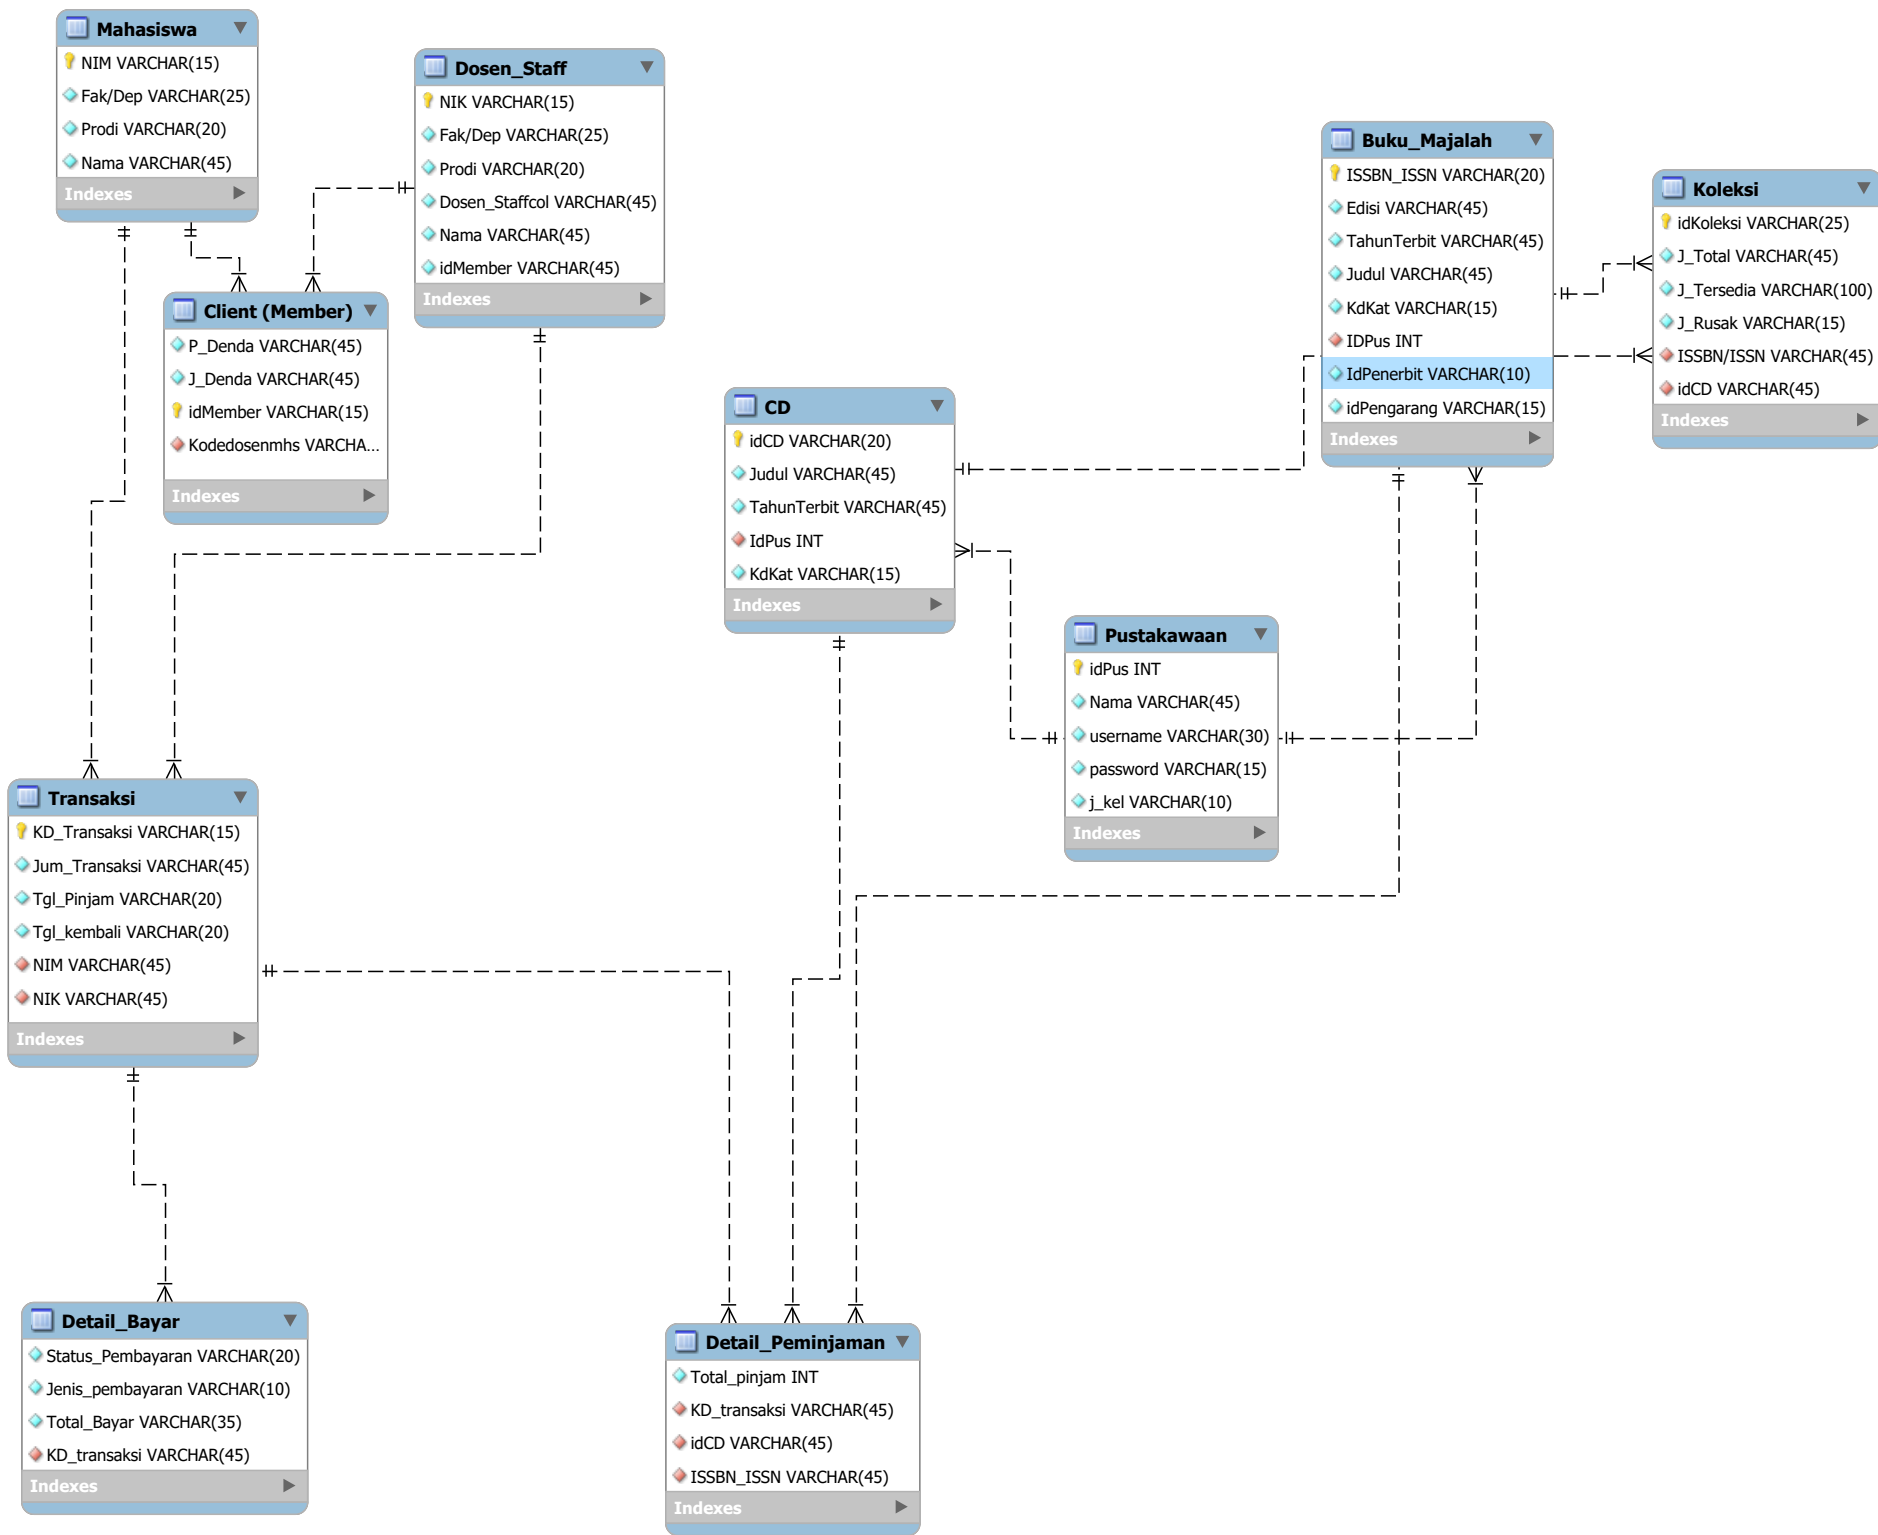 Mahasiswa
NIM VARCHAR(15)
Fak/Dep VARCHAR(25)
Prodi VARCHAR(20)
Nama VARCHAR(45)
Indexes
Dosen_Staff
NIK VARCHAR(15)
Fak/Dep VARCHAR(25)
Prodi VARCHAR(20)
Dosen_Staffcol VARCHAR(45)
Nama VARCHAR(45)
idMember VARCHAR(45)
Indexes
Client (Member)
P_Denda VARCHAR(45)
J_Denda VARCHAR(45)
idMember VARCHAR(15)
Kodedosenmhs VARCHA...
Indexes
Buku_Majalah
ISSBN_ISSN VARCHAR(20)
Edisi VARCHAR(45)
TahunTerbit VARCHAR(45)
Judul VARCHAR(45)
KdKat VARCHAR(15)
IDPus INT
IdPenerbit VARCHAR(10)
idPengarang VARCHAR(15)
Indexes
Koleksi
idKoleksi VARCHAR(25)
J_Total VARCHAR(45)
J_Tersedia VARCHAR(100)
J_Rusak VARCHAR(15)
ISSBN/ISSN VARCHAR(45)
idCD VARCHAR(45)
Indexes
CD
idCD VARCHAR(20)
Judul VARCHAR(45)
TahunTerbit VARCHAR(45)
IdPus INT
KdKat VARCHAR(15)
Indexes
Pustakawaan
idPus INT
Nama VARCHAR(45)
username VARCHAR(30)
password VARCHAR(15)
j_kel VARCHAR(10)
Indexes
Transaksi
KD_Transaksi VARCHAR(15)
Jum_Transaksi VARCHAR(45)
Tgl_Pinjam VARCHAR(20)
Tgl_kembali VARCHAR(20)
NIM VARCHAR(45)
NIK VARCHAR(45)
Indexes
Detail_Bayar
Status_Pembayaran VARCHAR(20)
Jenis_pembayaran VARCHAR(10)
Total_Bayar VARCHAR(35)
KD_transaksi VARCHAR(45)
Indexes
Detail_Peminjaman
Total_pinjam INT
KD_transaksi VARCHAR(45)
idCD VARCHAR(45)
ISSBN_ISSN VARCHAR(45)
Indexes